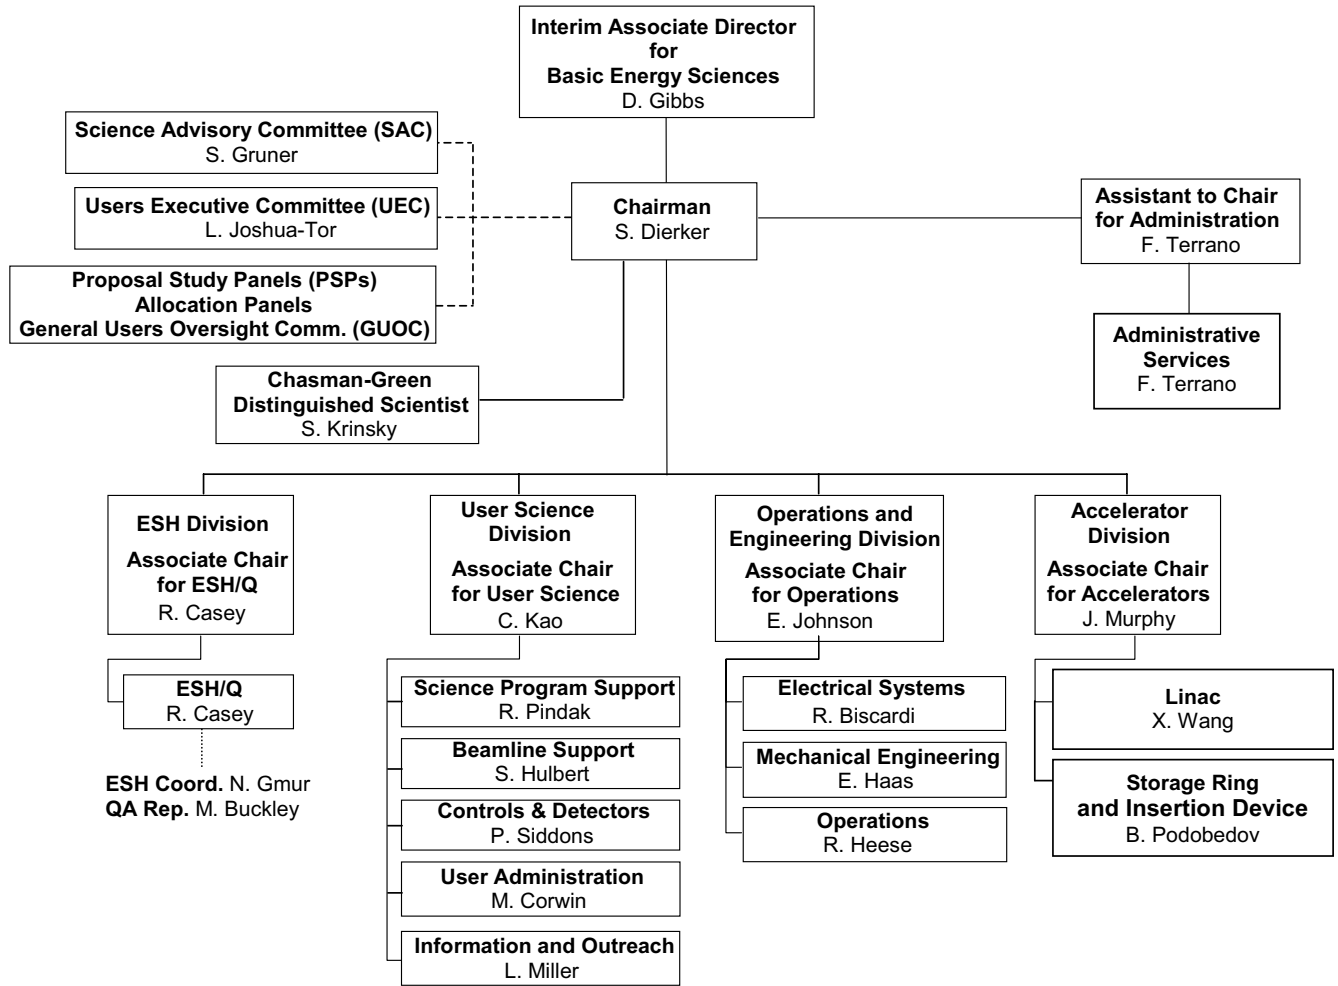 Interim Associate Director
for
Basic Energy Sciences
D. Gibbs
Science Advisory Committee (SAC)
S. Gruner
Users Executive Committee (UEC)
L. Joshua-Tor
Proposal Study Panels (PSPs)
Allocation Panels
General Users Oversight Comm. (GUOC)
Chairman
S. Dierker
Assistant to Chair
for Administration
F. Terrano
Administrative
Services
F. Terrano
Chasman-Green
Distinguished Scientist
S. Krinsky
ESH Division
Associate Chair
for ESH/Q
R. Casey
ESH/Q
R. Casey
ESH Coord. N. Gmur
QA Rep. M. Buckley
User Science
Division
Associate Chair
for User Science
C. Kao
Science Program Support
R. Pindak
Beamline Support
S. Hulbert
Controls & Detectors
P. Siddons
User Administration
M. Corwin
Information and Outreach
L. Miller
Operations and
Engineering Division
Associate Chair
for Operations
E. Johnson
Electrical Systems
R. Biscardi
Mechanical Engineering
E. Haas
Operations
R. Heese
Accelerator
Division
Associate Chair
for Accelerators
J. Murphy
Linac
X. Wang
Storage Ring
and Insertion Device
B. Podobedov